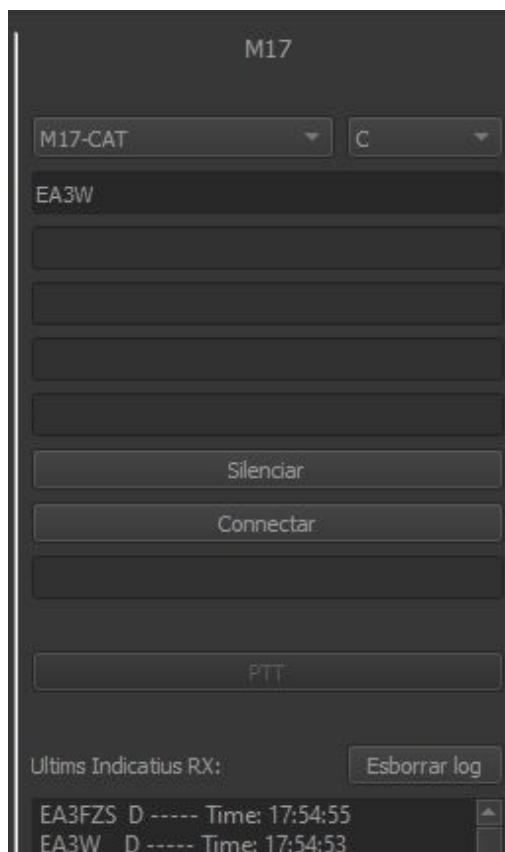 M17
M17-CAT C
EA3W
Silenciar
Connectar
PTT
Ultims Indicatius RX: Esborrar log
EA3FZS D ----- Time: 17:54:55
EA3W D ----- Time: 17:54:53